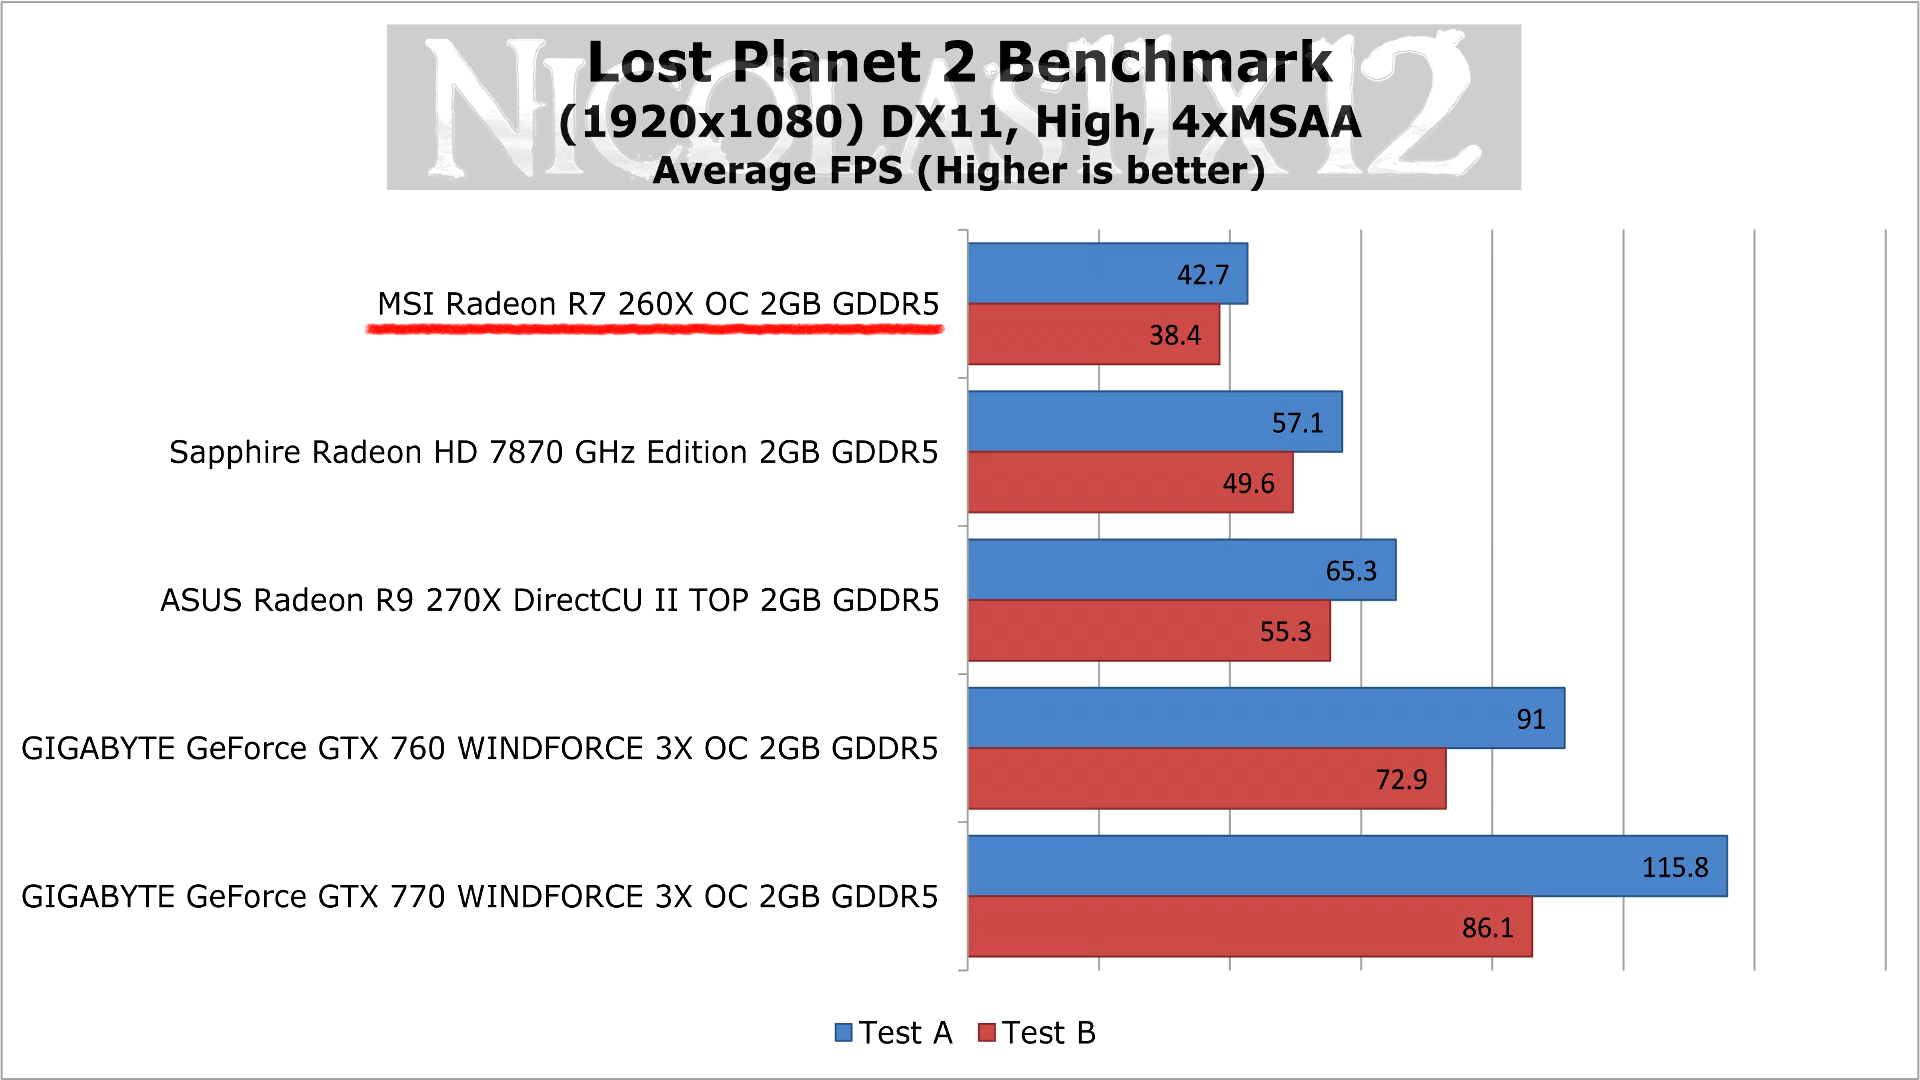 Nicolas11x12
Lost Planet 2 Benchmark
(1920x1080) DX11, High, 4xMSAA
Average FPS (Higher is better)
MSI Radeon R7 260X OC 2GB GDDR5
42.7
38.4
Sapphire Radeon HD 7870 GHz Edition 2GB GDDR5
57.1
49.6
ASUS Radeon R9 270X DirectCU II TOP 2GB GDDR5
65.3
55.3
GIGABYTE GeForce GTX 760 WINDFORCE 3X OC 2GB GDDR5
91
72.9
GIGABYTE GeForce GTX 770 WINDFORCE 3X OC 2GB GDDR5
115.8
86.1
Test A Test B